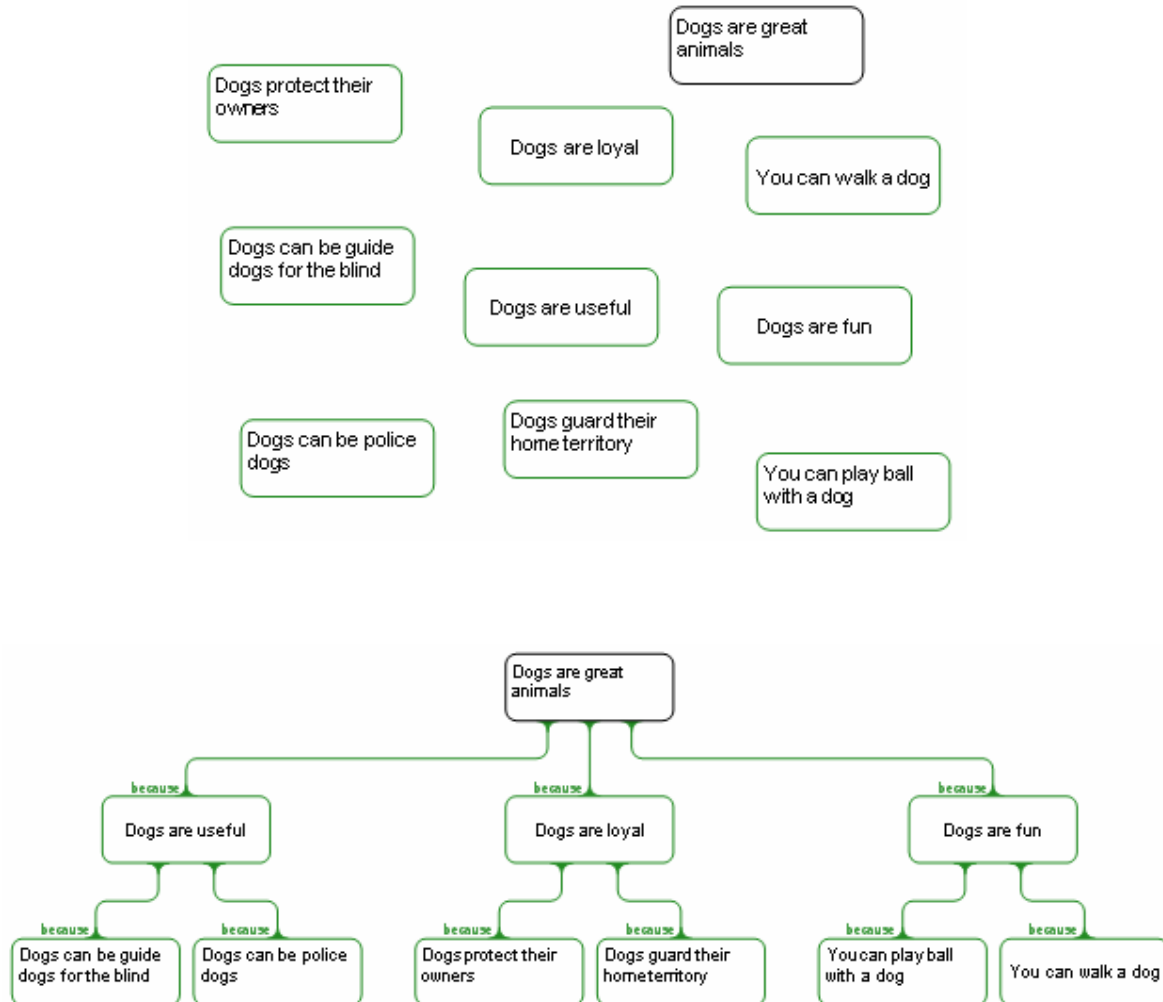 Dogs are great
animals
Dogs protect their
owners
Dogs are loyal
You can walk a dog
Dogs can be guide
dogs for the blind
Dogs are useful
Dogs are fun
Dogs guard their
home territory
Dogs can be police
dogs
You can play ball
with a dog
Dogs are great
animals
because
because
because
Dogs are useful
Dogs are loyal
Dogs are fun
because
because
because
because
because
because
Dogs can be guide
dogs for the blind
Dogs can be police
dogs
Dogs protect their
owners
Dogs guard their
home territory
You can play ball
with a dog
You can walk a dog